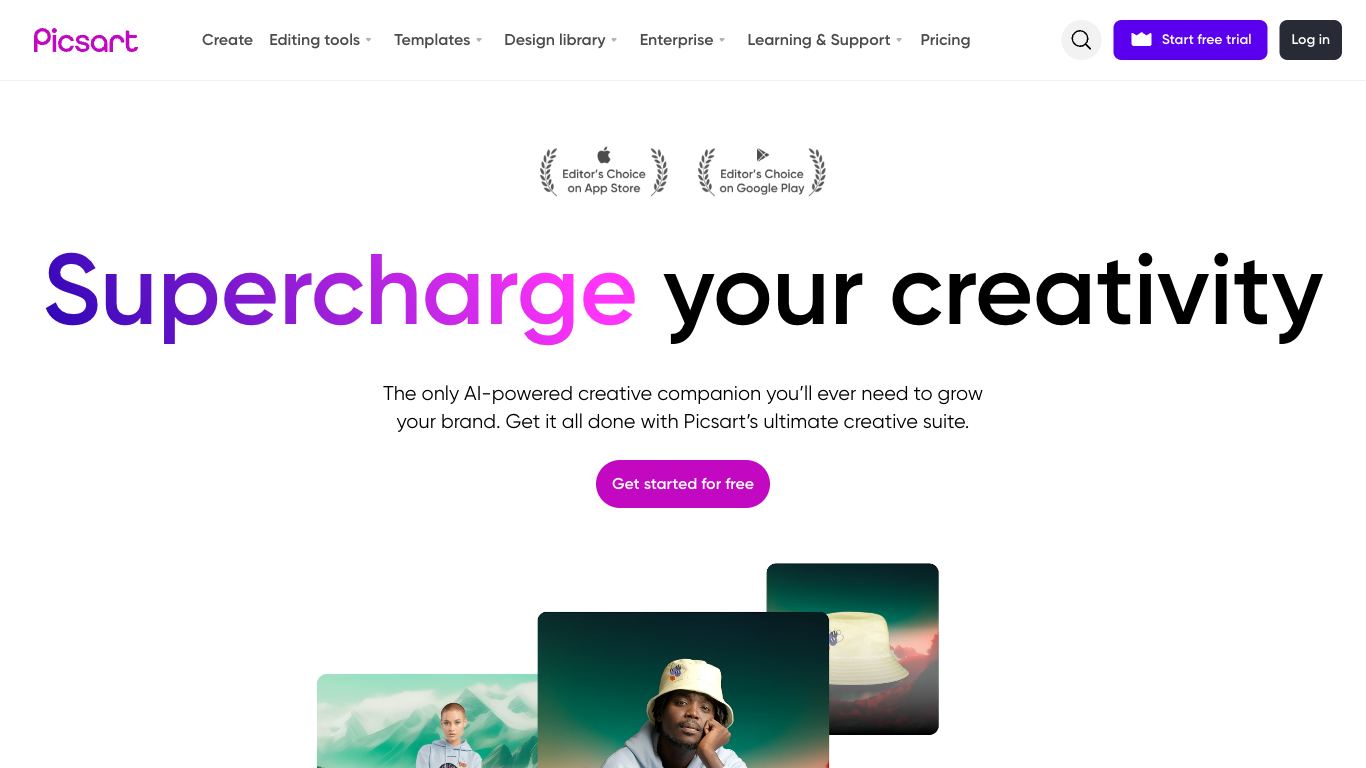 Picsart
Create
Editing tools
Templates
Design library
Enterprise
Learning & Support
Pricing
Start free trial
Log in
Editor's Choice
on App Store
Editor's Choice
on Google Play
Supercharge your creativity
The only AI-powered creative companion you’ll ever need to grow
your brand. Get it all done with Picsart’s ultimate creative suite.
Get started for free